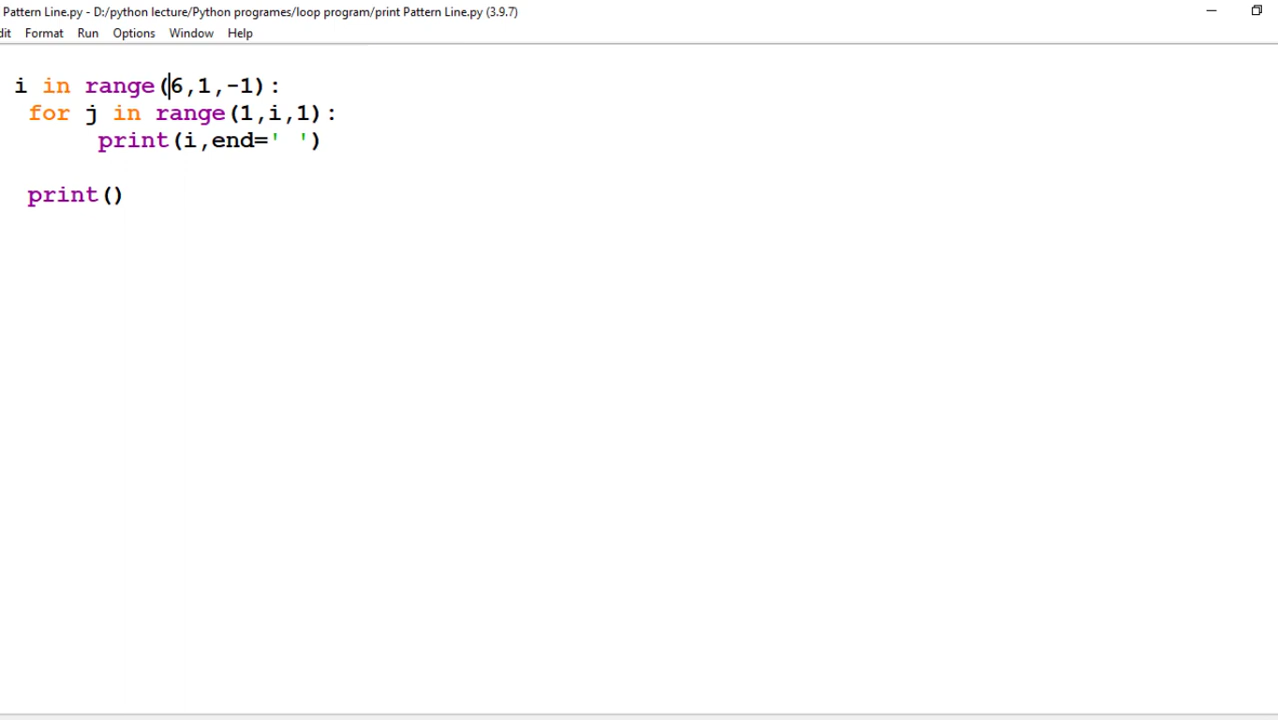 Pattern Line.py - D:/python lecture/Python programes/loop program/print Pattern Line.py (3.9.7)
dit Format Run Options Window Help
i in range(6,1,-1):
for j in range(1,i,1):
print(i,end=' ')
print()